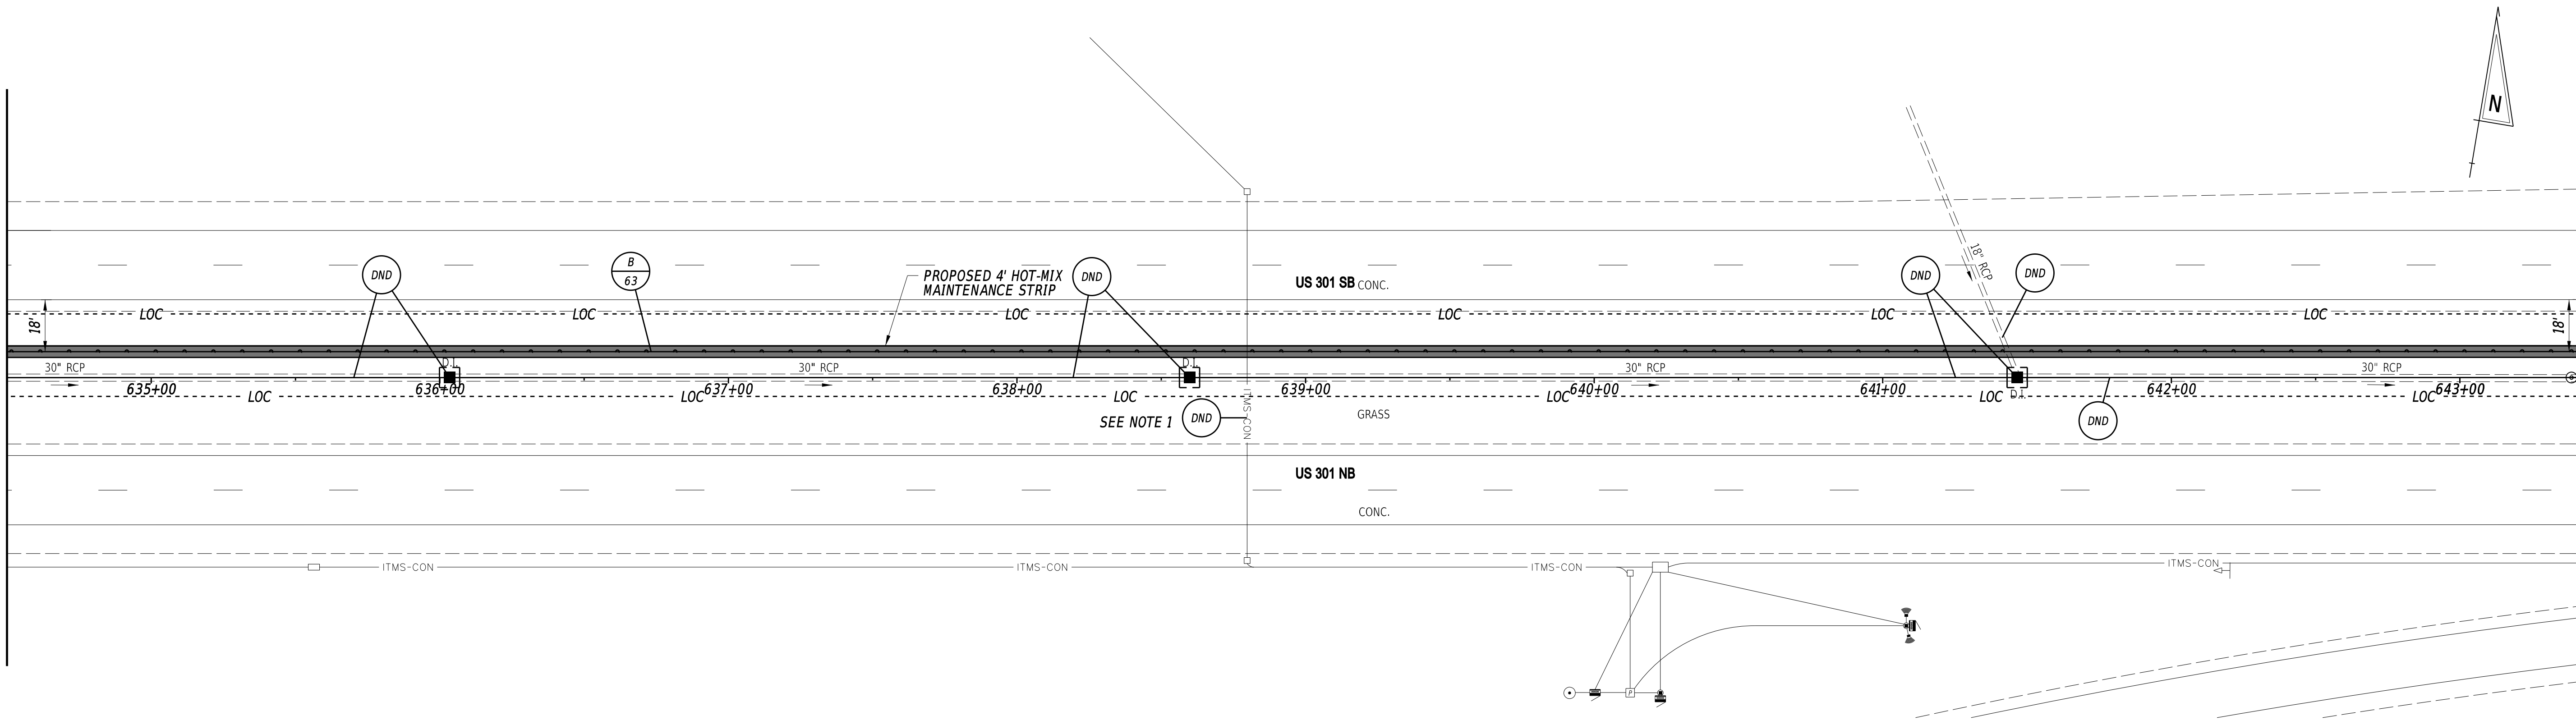 N
18" RCP
DND
B
63
PROPOSED 4' HOT-MIX
MAINTENANCE STRIP
DND
US 301 SB
CONC.
DND
DND
18'
LOC
LOC
LOC
LOC
LOC
LOC
18'
30" RCP
D.I.
30" RCP
D.I.
30" RCP
30" RCP
635+00
636+00
637+00
638+00
639+00
640+00
641+00
642+00
643+00
LOC
LOC
LOC
LOC
LOC
D.I.
LOC
SEE NOTE 1
DND
ITMS-CON
GRASS
DND
US 301 NB
CONC.
ITMS-CON
ITMS-CON
ITMS-CON
ITMS-CON
P